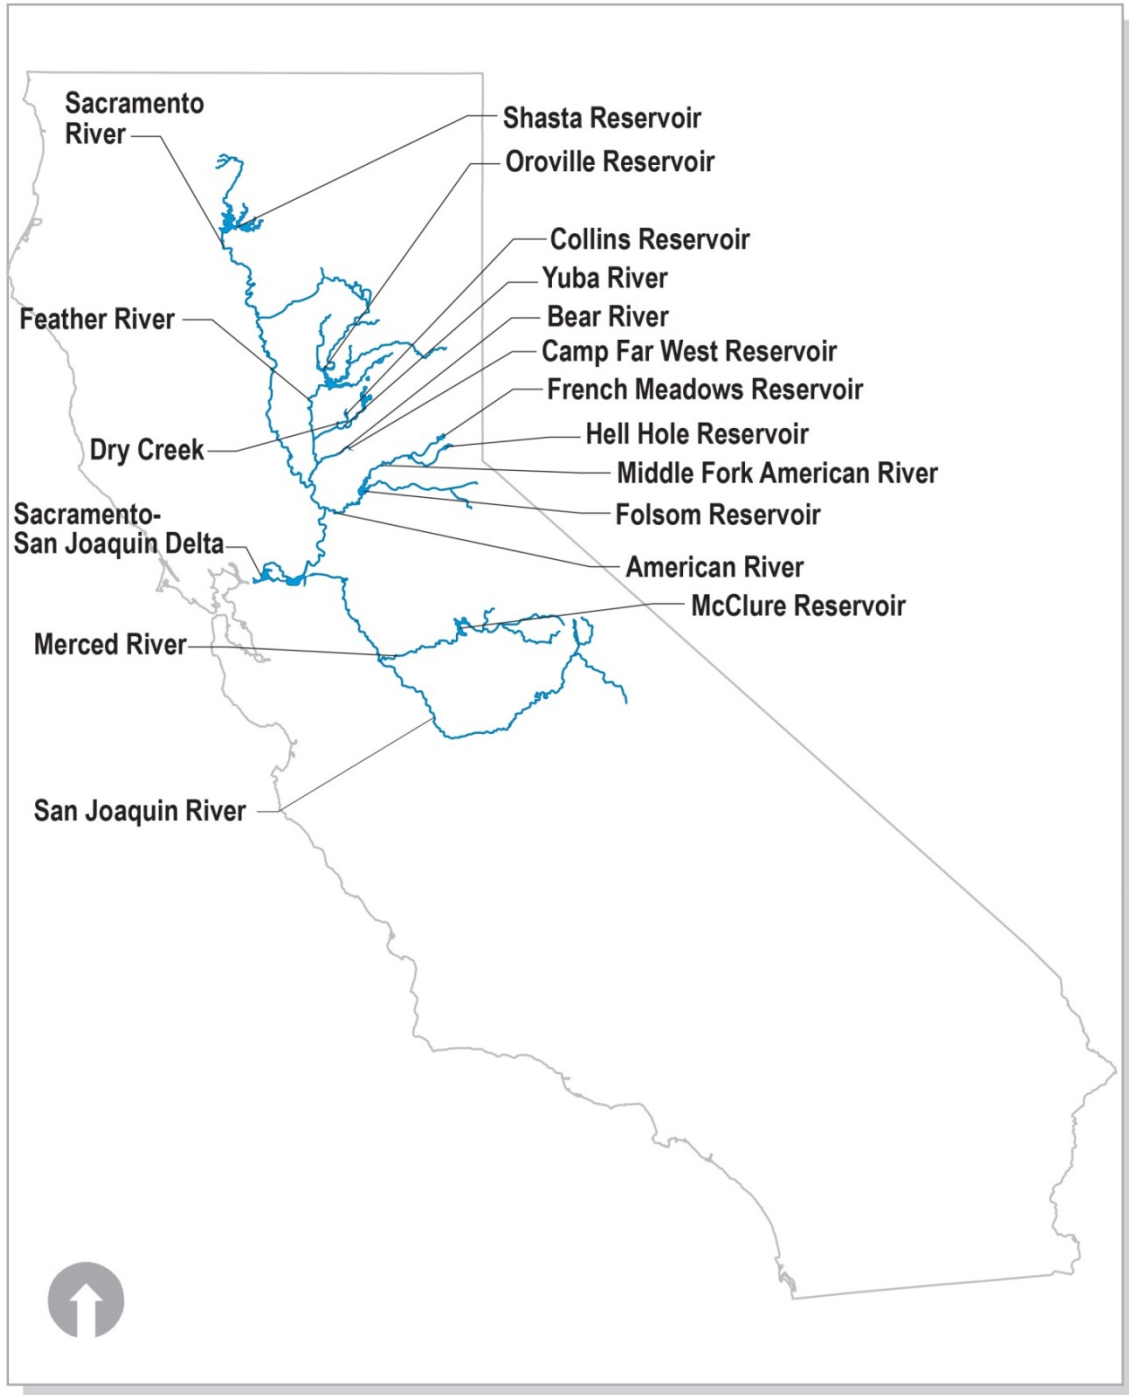 Sacramento
River
Shasta Reservoir
Oroville Reservoir
Collins Reservoir
Yuba River
Feather River
Bear River
Camp Far West Reservoir
French Meadows Reservoir
Dry Creek
Hell Hole Reservoir
Middle Fork American River
Sacramento-
San Joaquin Delta
Folsom Reservoir
American River
McClure Reservoir
Merced River
San Joaquin River